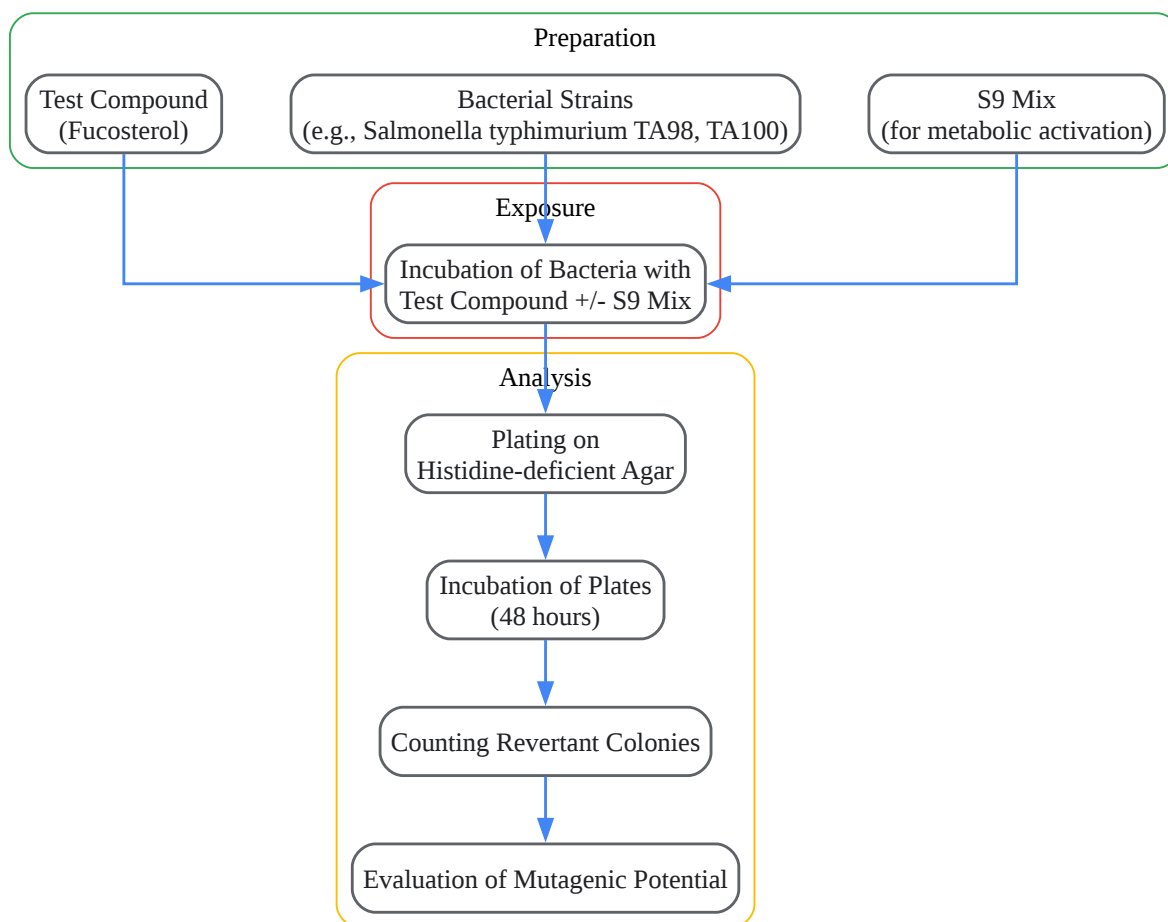 Preparation
Test Compound
(Fucosterol)
Bacterial Strains
(e.g., Salmonella typhimurium TA98, TA100)
S9 Mix
(for metabolic activation)
Exposure
Incubation of Bacteria with
Test Compound +/- S9 Mix
Analysis
Plating on
Histidine-deficient Agar
Incubation of Plates
(48 hours)
Counting Revertant Colonies
Evaluation of Mutagenic Potential